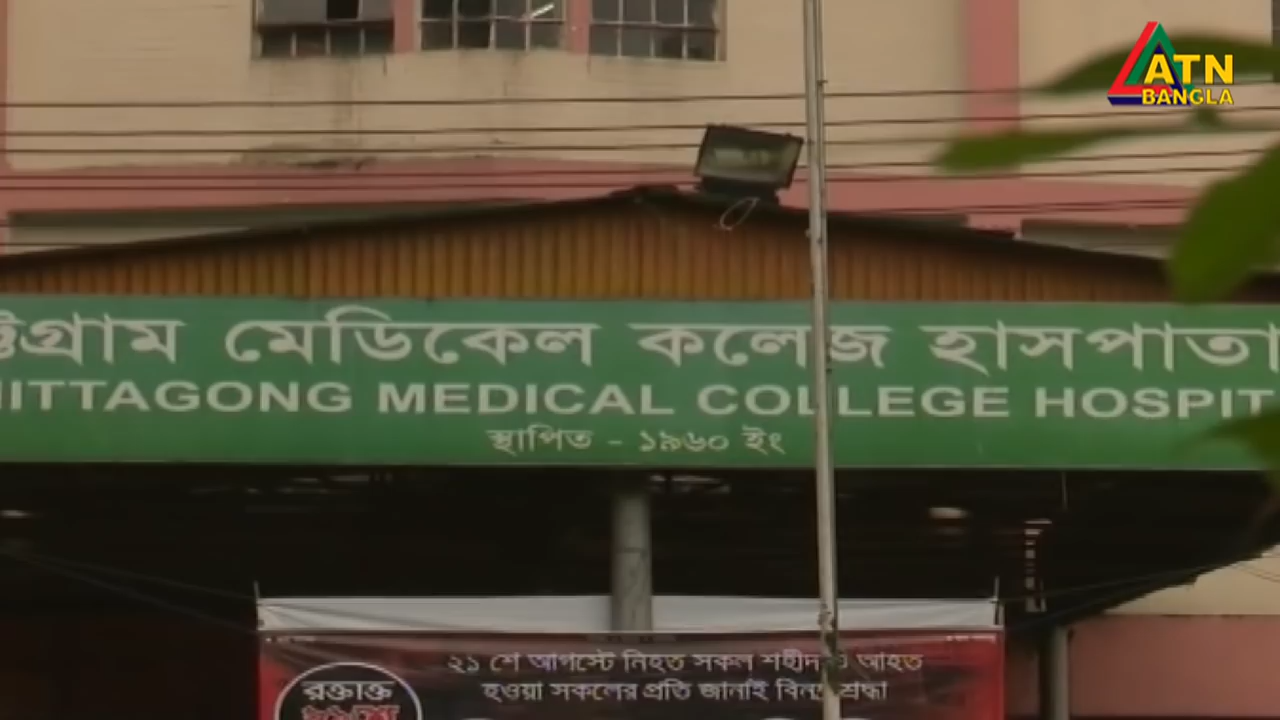 ATN
BANGLA
ট্টগ্রাম মেডিকেল কলেজ হাসপাতা
HITTAGONG MEDICAL COLLEGE HOSPIT
স্থাপিত - ১৯৬০ ইং
২১ শে আগস্টে নিহত সকল শহীদ ও আহত
হওয়া সকলের প্রতি জানাই বিনম্র শ্রদ্ধা
রক্তাক্ত